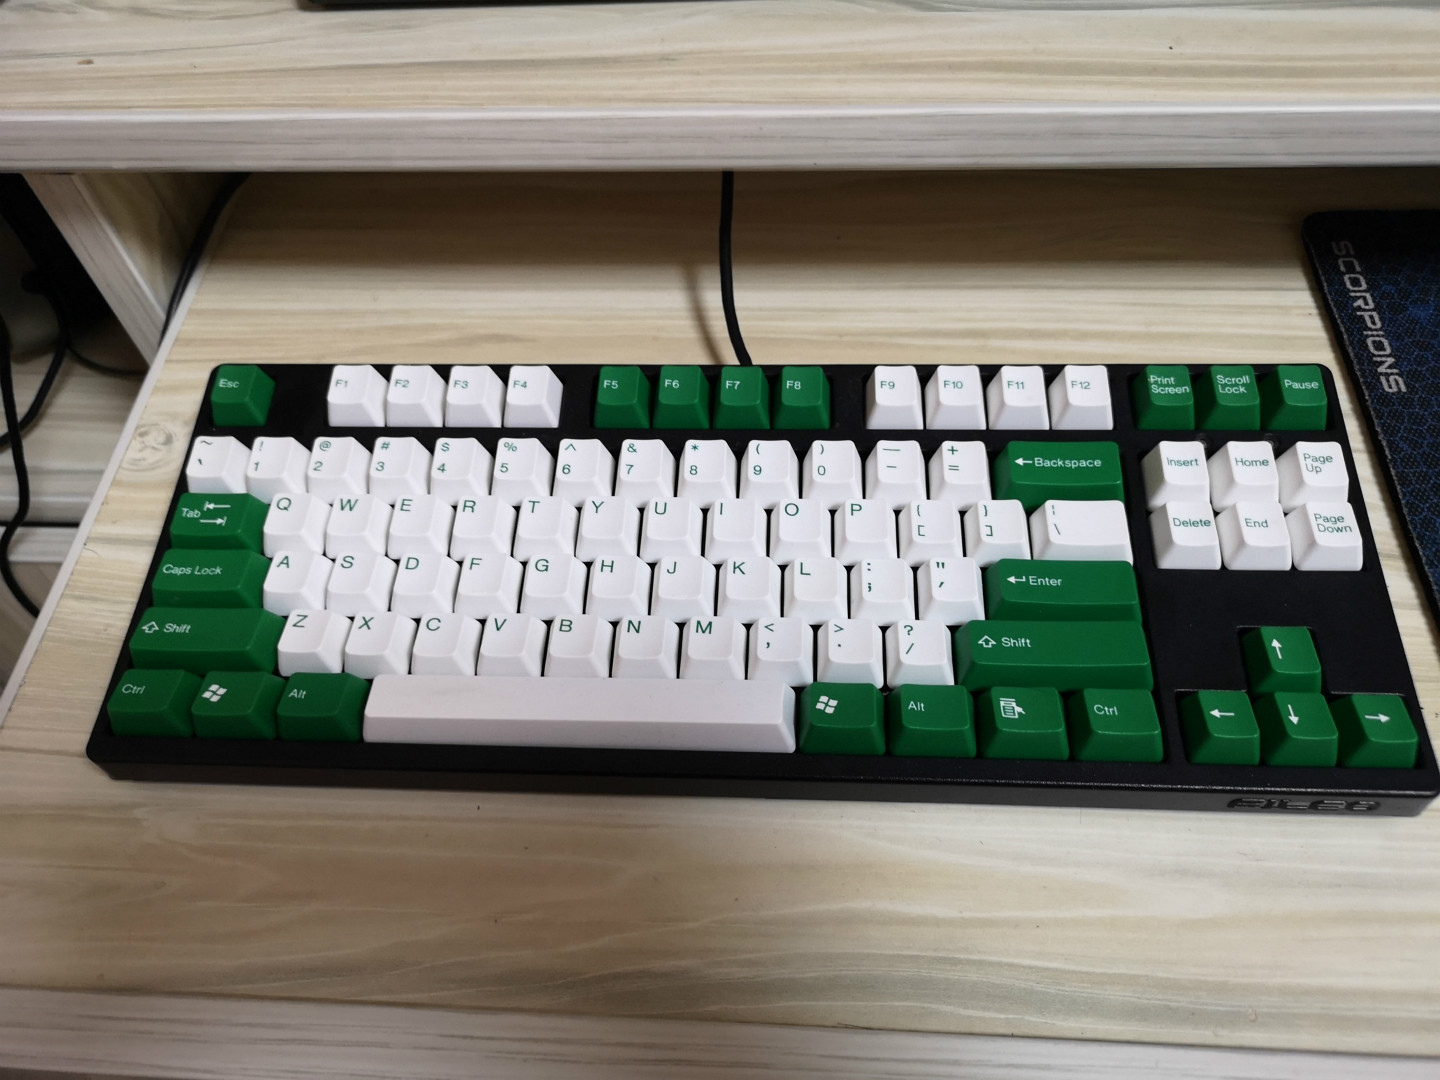 SCORPIONS
Esc F1 F2 F3 F4 F5 F6 F7 F8 F9 F10 F11 F12 Print Screen Scroll Lock Pause
~ ! @ # $ % ^ & * ( ) — +
` 1 2 3 4 5 6 7 8 9 0 - = ←Backspace Insert Home Page Up
Tab Q W E R T Y U I O P { [ } ] ¦ \ Delete End Page Down
Caps Lock A S D F G H J K L : ; " ' Enter
Shift Z X C V B N M < , > . ? / Shift ↑
Ctrl Alt Alt Ctrl ← ↓ →